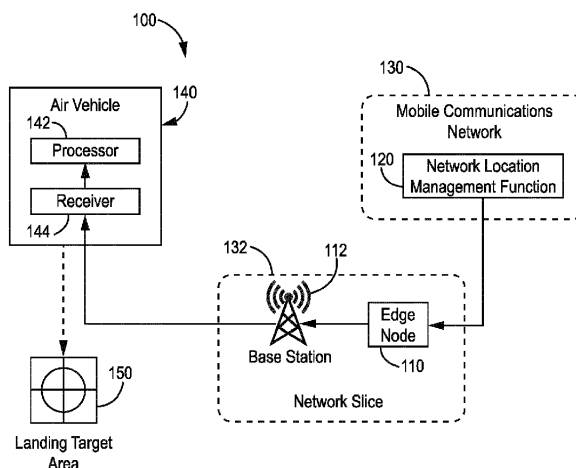 100
130
Air Vehicle
140
Mobile Communications
Network
142
Processor
120
Network Location
Management Function
Receiver
144
132
112
Edge
Node
Base Station
110
150
Network Slice
Landing Target
Area